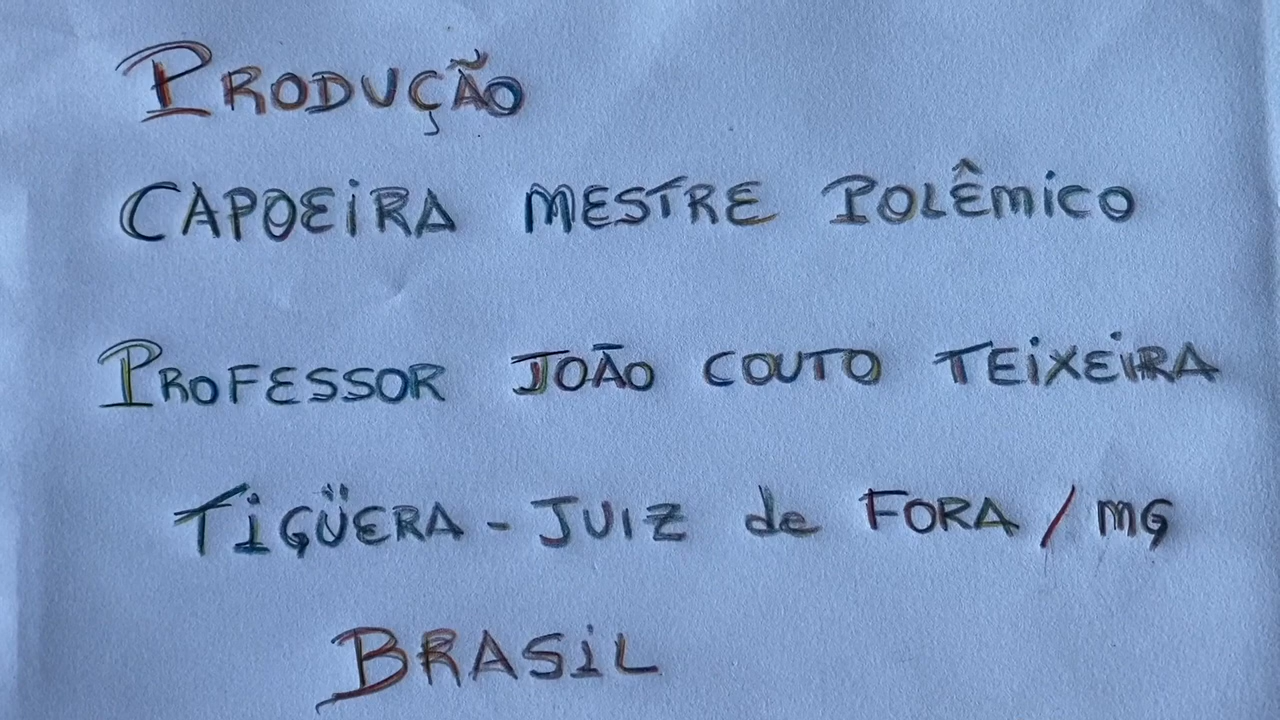 PRODUÇÃO
CAPOEiRA MESTRE POLÊMiCO
PROFESSOR JOÃO COUTO TEiXEiRA
TiGÜERA - JUIZ de FORA / MG
BRASiL